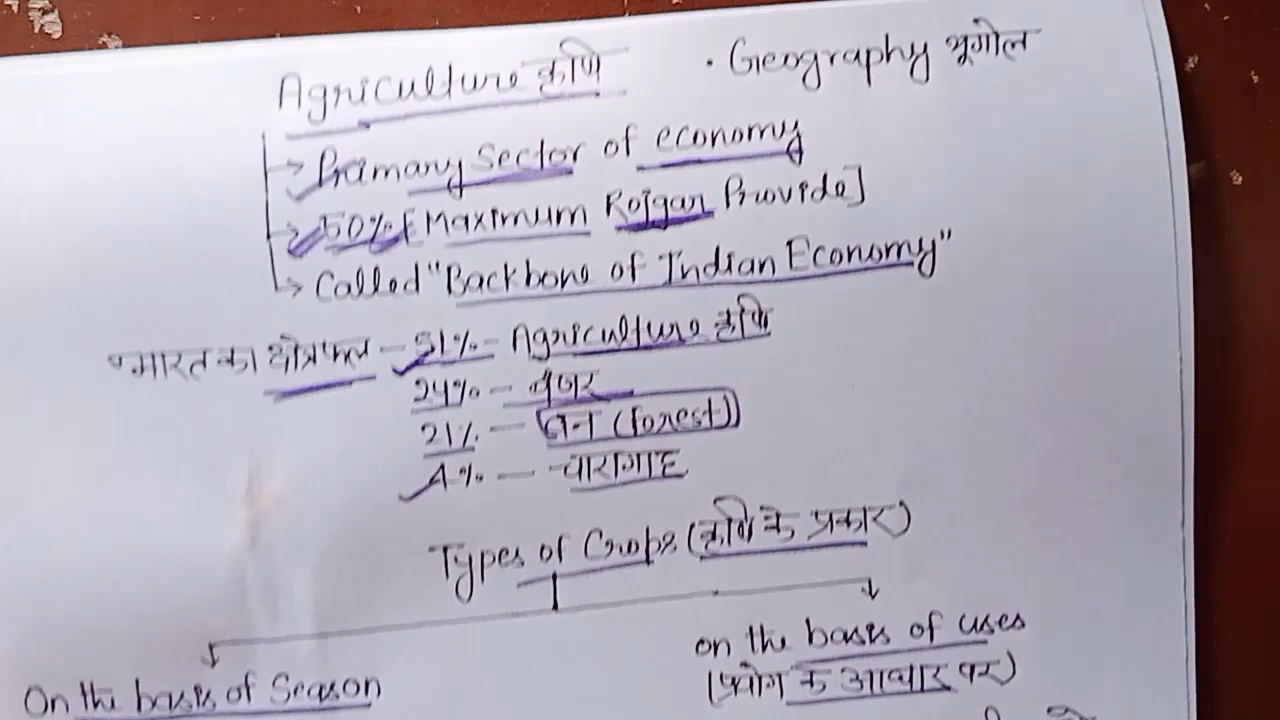 Agriculture कृषि • Geography भूगोल
→ Primary Sector of economy
→ 50% [Maximum Rojgar Provide]
→ Called "Backbone of Indian Economy"
भारत का क्षेत्रफल – 51% – Agriculture कृषि
24% – बंजर
21% – वन (forest)
4% – चारागाह
Types of Crops (कृषि के प्रकार)
on the basis of uses
(प्रयोग के आधार पर)
On the basis of Season